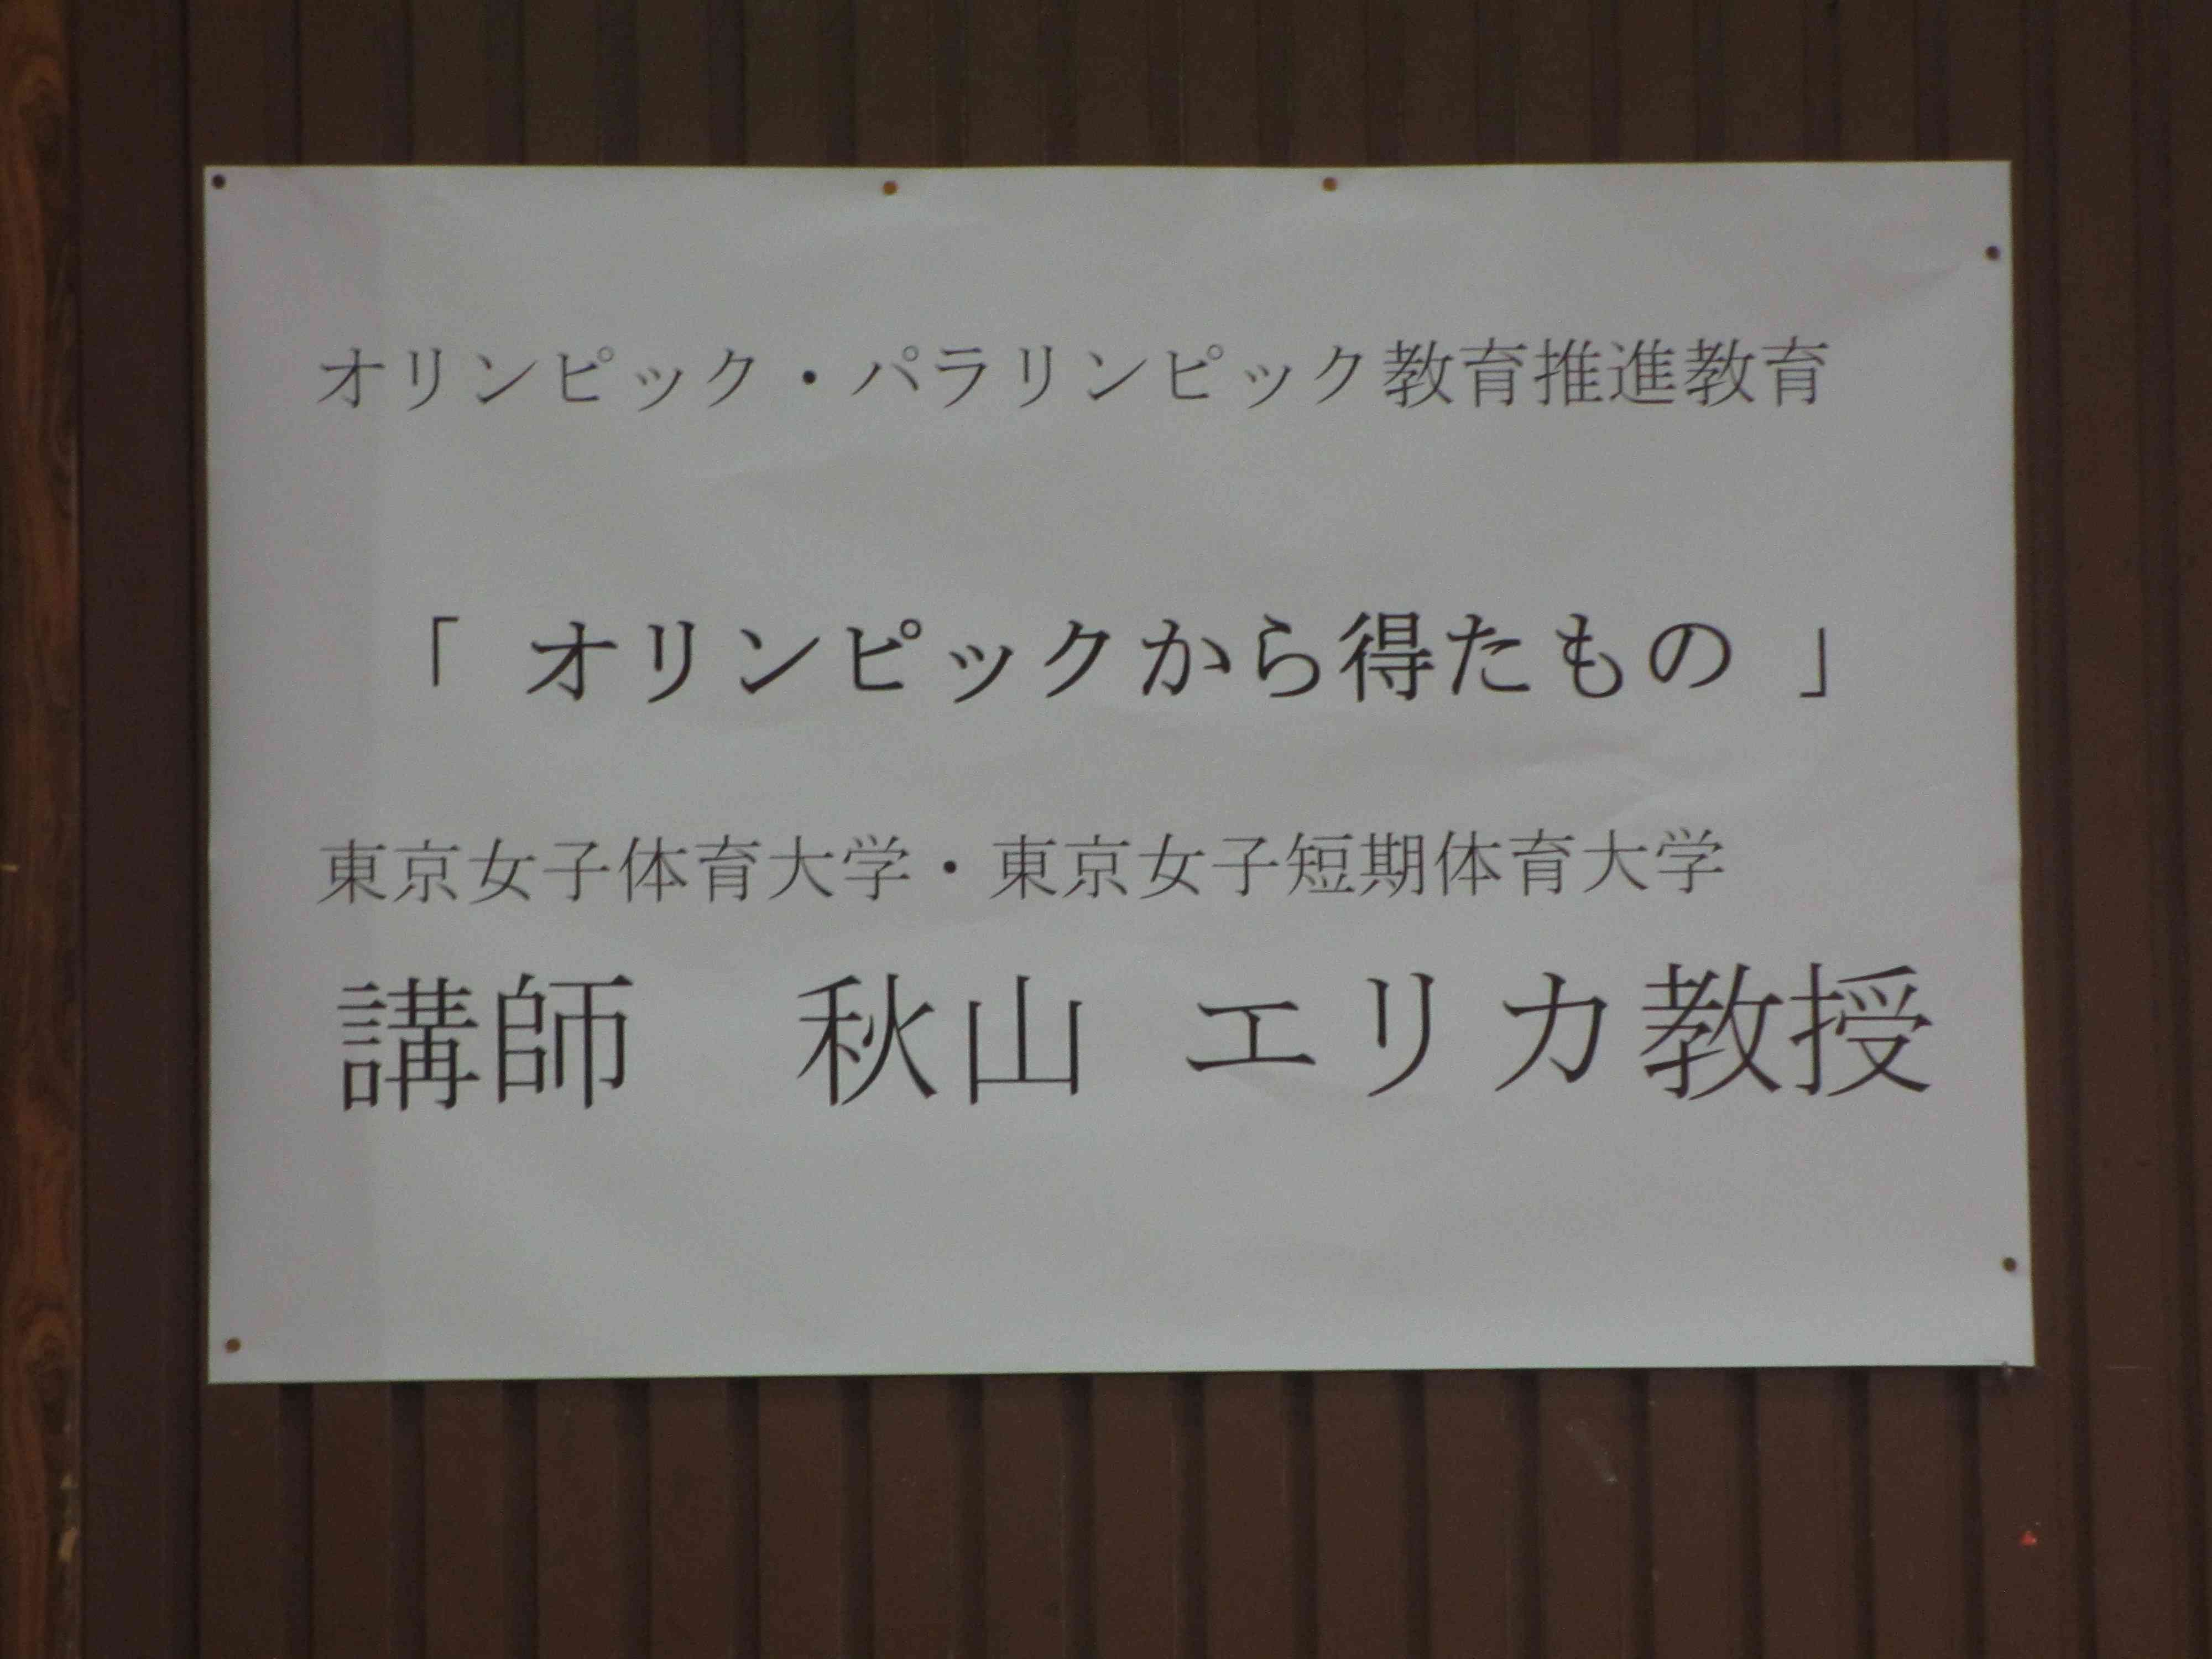 オリンピック・パラリンピック教育推進教育
「 オリンピックから得たもの 」
東京女子体育大学・東京女子短期体育大学
講師　秋山 エリカ教授